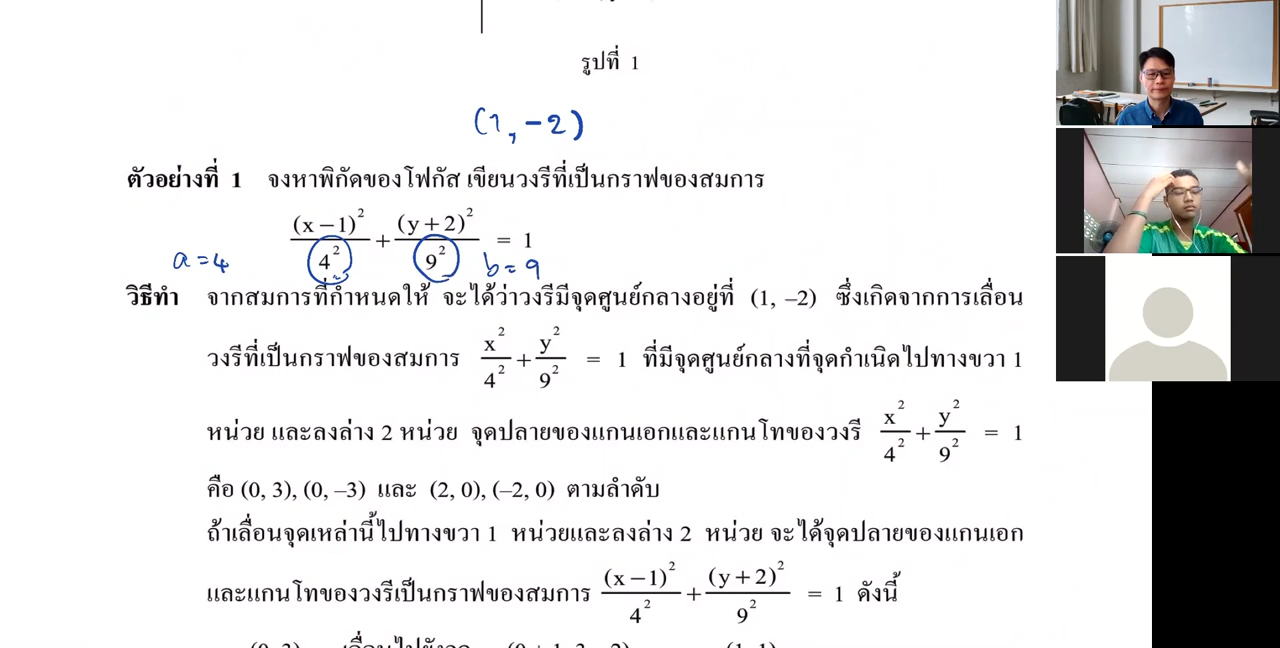 รูปที่ 1
(1, -2)
ตัวอย่างที่ 1 จงหาพิกัดของโฟกัส เขียนวงรีที่เป็นกราฟของสมการ
(x – 1)²/4² + (y + 2)²/9² = 1
a = 4
b = 9
วิธีทำ จากสมการที่กำหนดให้ จะได้ว่าวงรีมีจุดศูนย์กลางอยู่ที่ (1, –2) ซึ่งเกิดจากการเลื่อน
วงรีที่เป็นกราฟของสมการ x²/4² + y²/9² = 1 ที่มีจุดศูนย์กลางที่จุดกำเนิดไปทางขวา 1
หน่วย และลงล่าง 2 หน่วย จุดปลายของแกนเอกและแกนโทของวงรี x²/4² + y²/9² = 1
คือ (0, 3), (0, –3) และ (2, 0), (–2, 0) ตามลำดับ
ถ้าเลื่อนจุดเหล่านี้ไปทางขวา 1 หน่วยและลงล่าง 2 หน่วย จะได้จุดปลายของแกนเอก
และแกนโทของวงรีเป็นกราฟของสมการ (x – 1)²/4² + (y + 2)²/9² = 1 ดังนี้